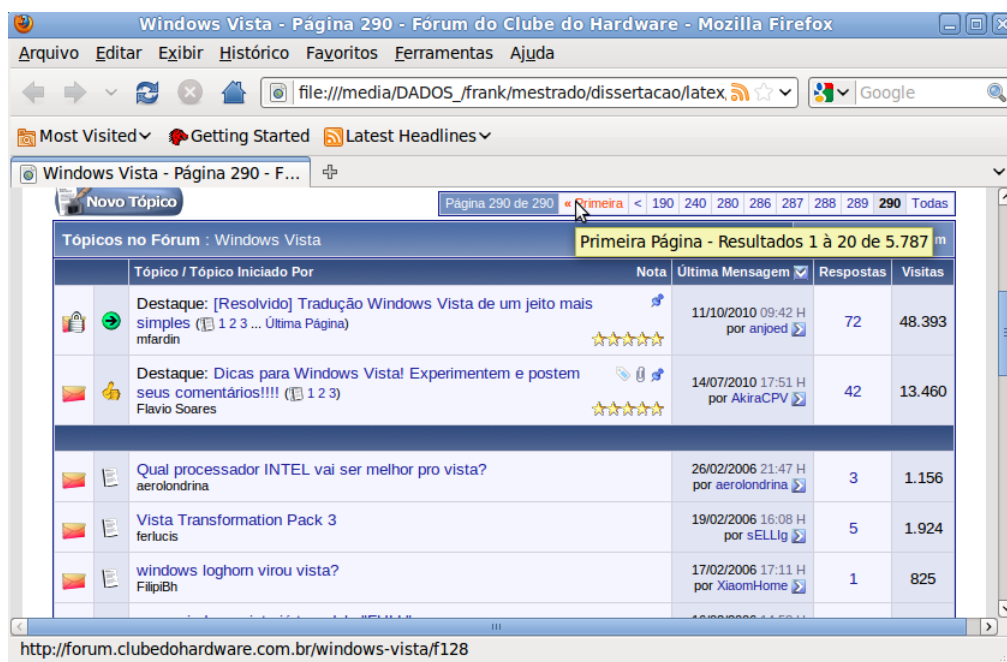 Windows Vista - Página 290 - Fórum do Clube do Hardware - Mozilla Firefox
Arquivo Editar Exibir Histórico Favoritos Ferramentas Ajuda
file:///media/DADOS_/frank/mestrado/dissertacao/latex, Google
Most Visited Getting Started Latest Headlines
Windows Vista - Página 290 - F...
Novo Tópico Página 290 de 290 « Primeira < 190 240 280 286 287 288 289 290 Todas
Tópicos no Fórum : Windows Vista
Primeira Página - Resultados 1 à 20 de 5.787
Tópico / Tópico Iniciado Por Nota Última Mensagem Respostas Visitas
Destaque: [Resolvido] Tradução Windows Vista de um jeito mais
simples ( 1 2 3 ... Última Página)
mfardin
11/10/2010 09:42 H
por anjoed
72 48.393
Destaque: Dicas para Windows Vista! Experimentem e postem
seus comentários!!!! ( 1 2 3)
Flavio Soares
14/07/2010 17:51 H
por AkiraCPV
42 13.460
Qual processador INTEL vai ser melhor pro vista?
aerolondrina
26/02/2006 21:47 H
por aerolondrina
3 1.156
Vista Transformation Pack 3
ferlucis
19/02/2006 16:08 H
por sELLIg
5 1.924
windows loghorn virou vista?
FilipiBh
17/02/2006 17:11 H
por XiaomHome
1 825
http://forum.clubedohardware.com.br/windows-vista/f128